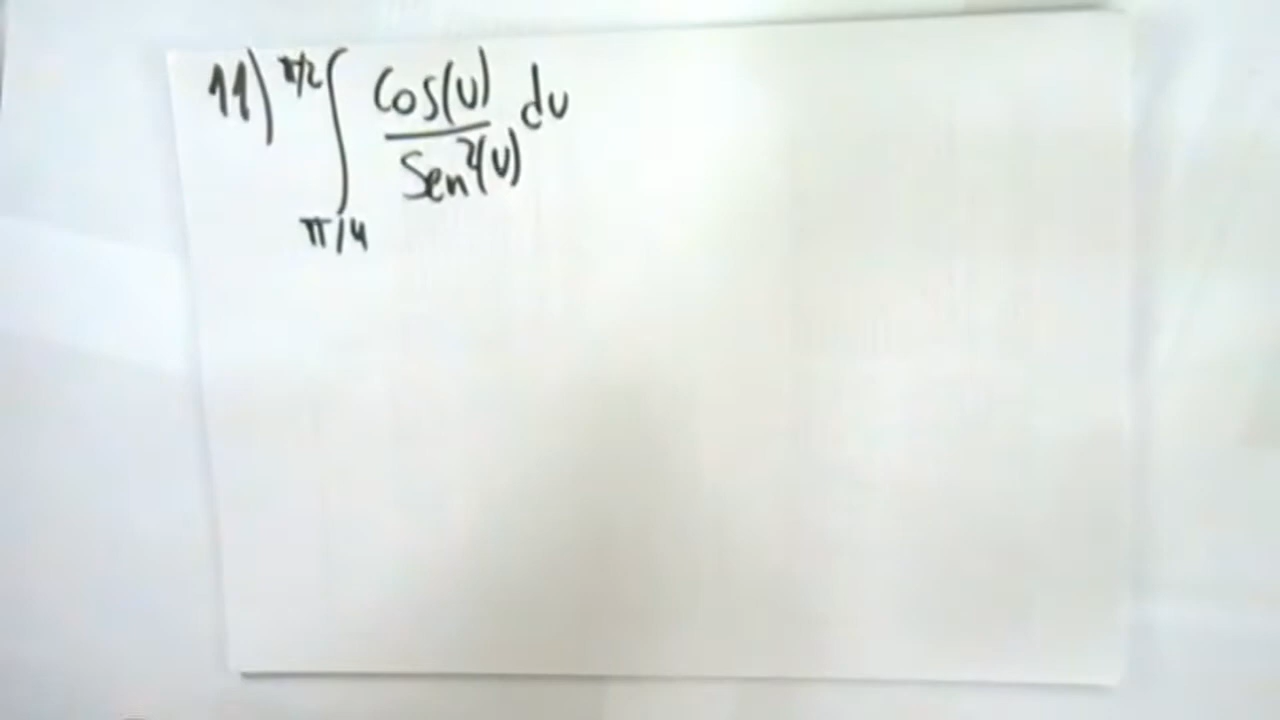 11) π/2 ∫ π/4 Cos(u) / Sen²(u) du